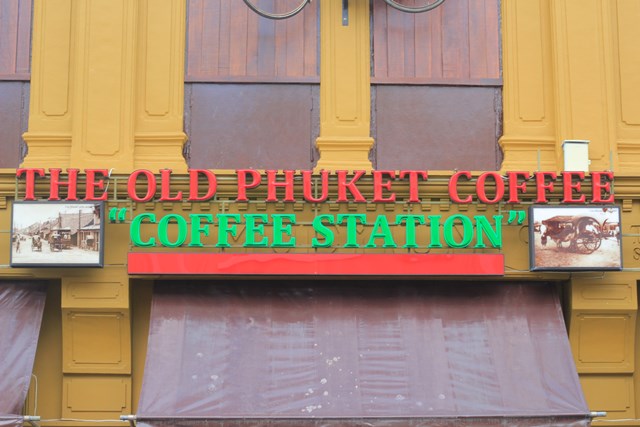 THE OLD PHUKET COFFEE
"COFFEE STATION"